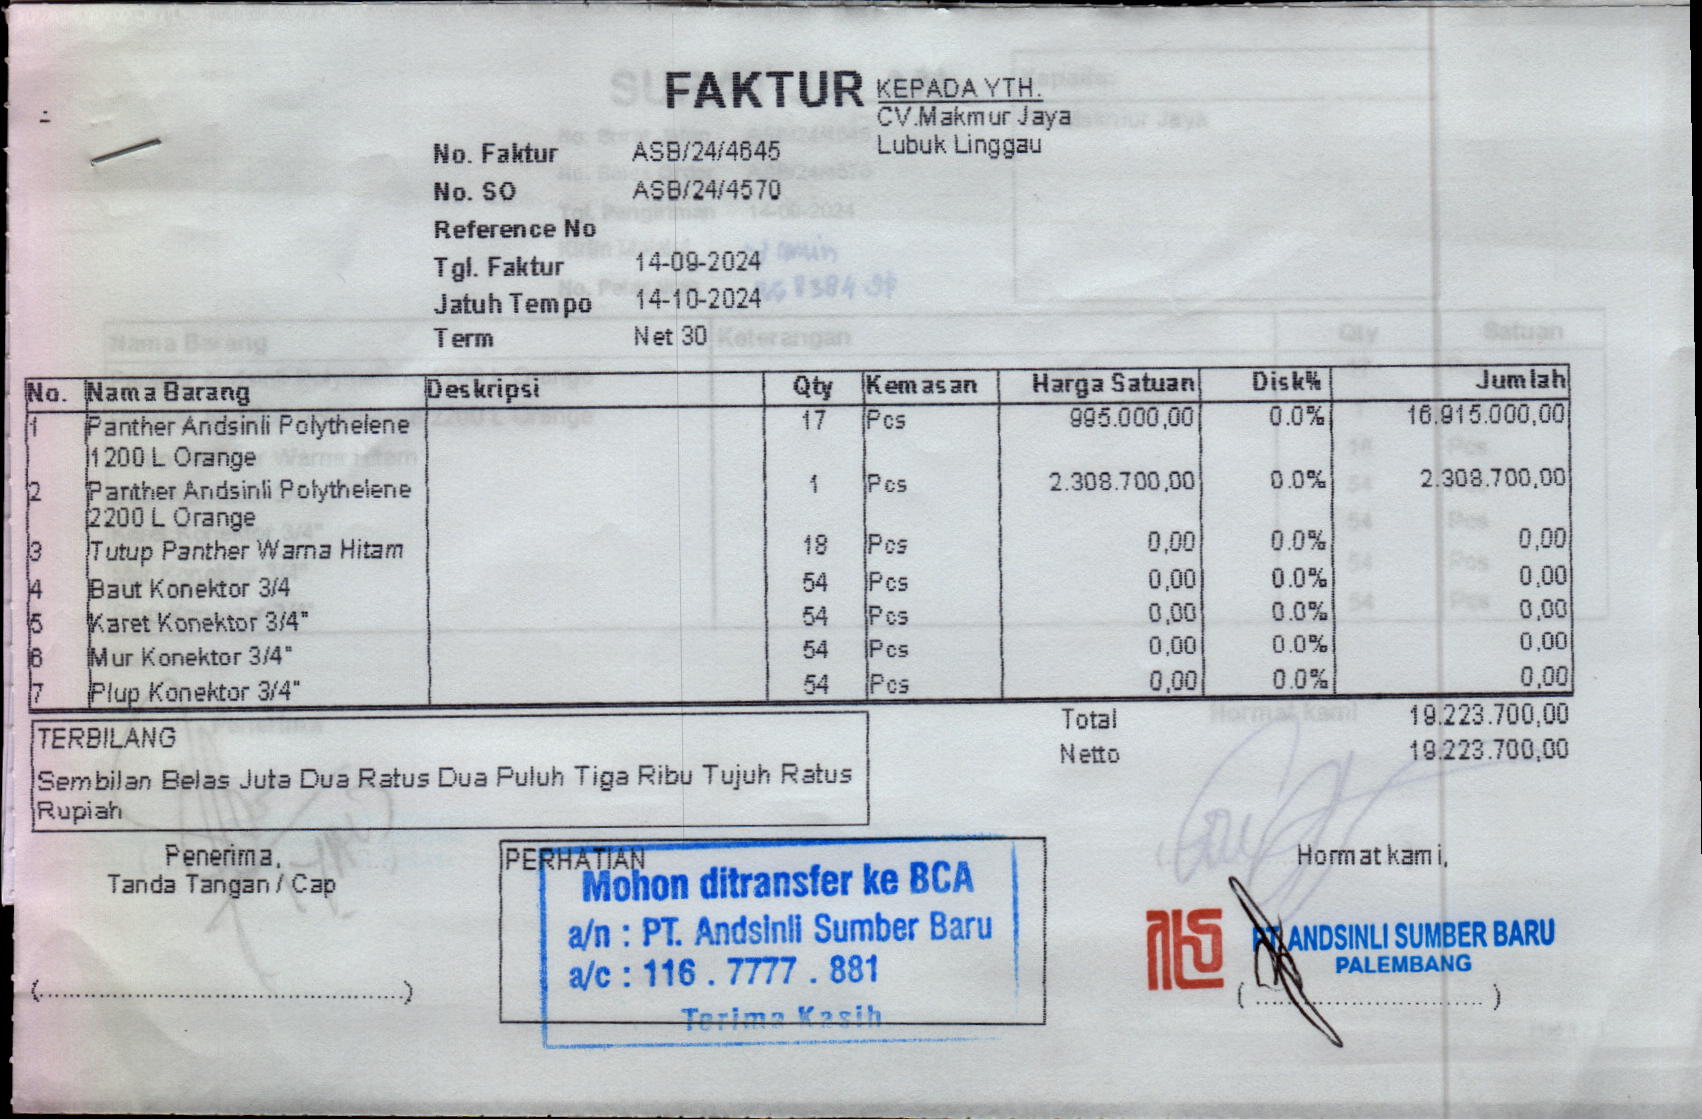 FAKTUR
KEPADA YTH.
CV.Makmur Jaya
Lubuk Linggau
No. Faktur ASB/24/4645
No. SO ASB/24/4570
Reference No
Tgl. Faktur 14-09-2024
Jatuh Tempo 14-10-2024
Term Net 30
No. Nama Barang Deskripsi Qty Kemasan Harga Satuan Disk% Jumlah
1 Panther Andsinli Polythelene 17 Pcs 995.000,00 0.0% 16.915.000,00
1200 L Orange
2 Panther Andsinli Polythelene 1 Pcs 2.308.700,00 0.0% 2.308.700,00
2200 L Orange
3 Tutup Panther Warna Hitam 18 Pcs 0,00 0.0% 0,00
4 Baut Konektor 3/4 54 Pcs 0,00 0.0% 0,00
5 Karet Konektor 3/4" 54 Pcs 0,00 0.0% 0,00
6 Mur Konektor 3/4" 54 Pcs 0,00 0.0% 0,00
7 Plup Konektor 3/4" 54 Pcs 0,00 0.0% 0,00
Total 19.223.700,00
Netto 19.223.700,00
TERBILANG
Sembilan Belas Juta Dua Ratus Dua Puluh Tiga Ribu Tujuh Ratus
Rupiah
Penerima,
Tanda Tangan / Cap
PERHATIAN
Mohon ditransfer ke BCA
a/n : PT. Andsinli Sumber Baru
a/c : 116 . 7777 . 881
Terima Kasih
Hormat kami,
PT. ANDSINLI SUMBER BARU
PALEMBANG